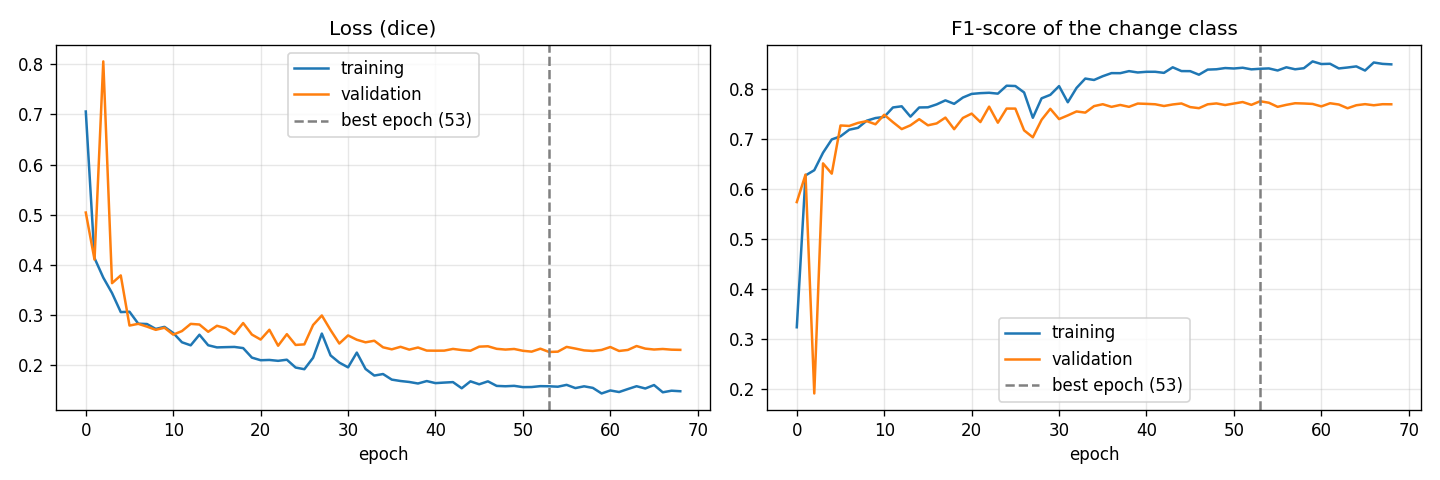 Loss (dice)
training
validation
best epoch (53)
0.8
0.7
0.6
0.5
0.4
0.3
0.2
0 10 20 30 40 50 60 70
epoch
F1-score of the change class
0.8
0.7
0.6
0.5
0.4
0.3
0.2
training
validation
best epoch (53)
0 10 20 30 40 50 60 70
epoch